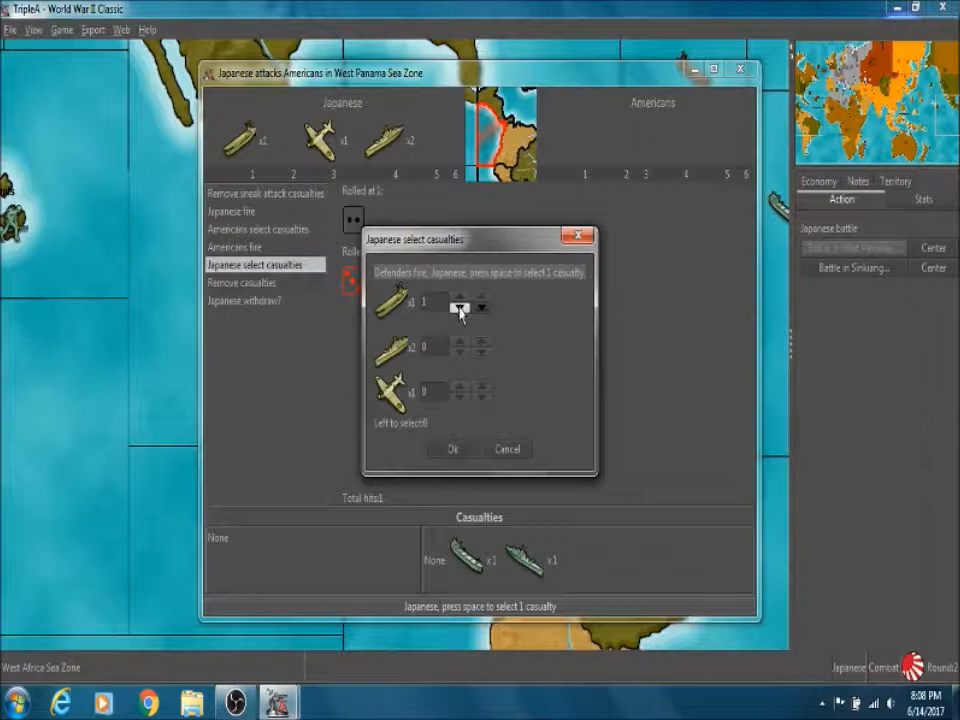 TripleA - World War II Classic
File View Game Export Web Help
Japanese attacks Americans in West Panama Sea Zone
Japanese
Americans
x1
x1
x2
1 2 3 4 5 6
1 2 3 4 5 6
Remove sneak attack casualties
Japanese fire
Americans select casualties
Americans fire
Japanese select casualties
Remove casualties
Japanese withdraw?
Rolled at 1:
Rolle
Japanese select casualties
Defenders fire, Japanese, press space to select 1 casualty.
x1 1
x2 0
x1 0
Left to select:0
Ok Cancel
Total hits:1
Casualties
None
None x1 x1
Japanese, press space to select 1 casualty
Economy Notes Territory
Action Stats
Japanese battle
Center
Battle in Sinkiang... Center
West Africa Sea Zone
Japanese Combat Round:2
8:08 PM
6/14/2017